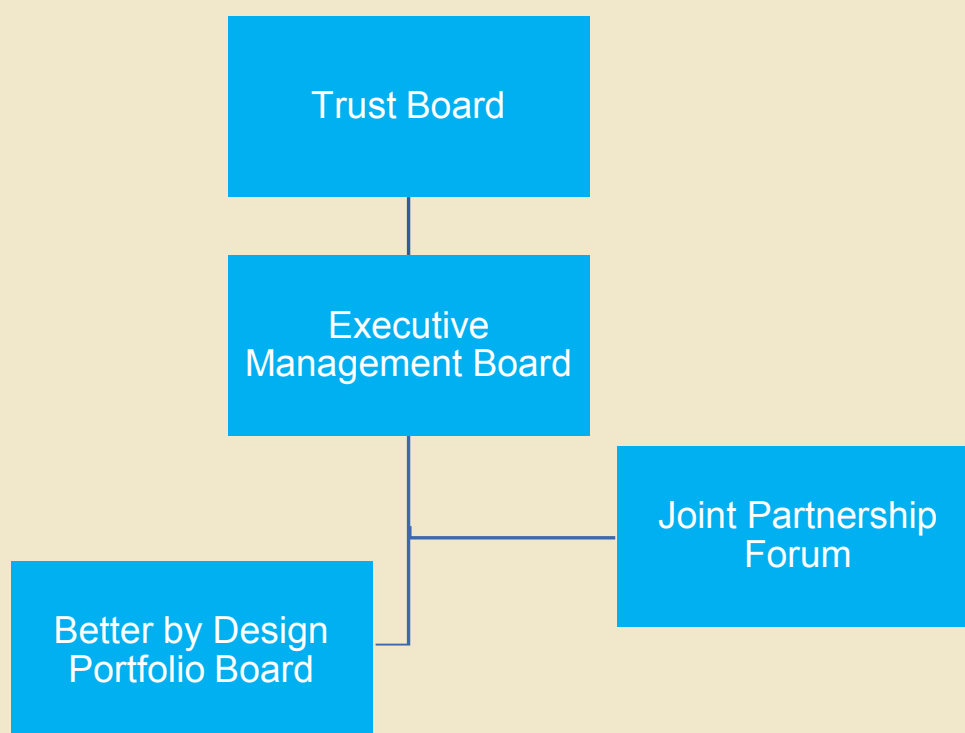 Trust Board
Executive
Management Board
Joint Partnership
Forum
Better by Design
Portfolio Board